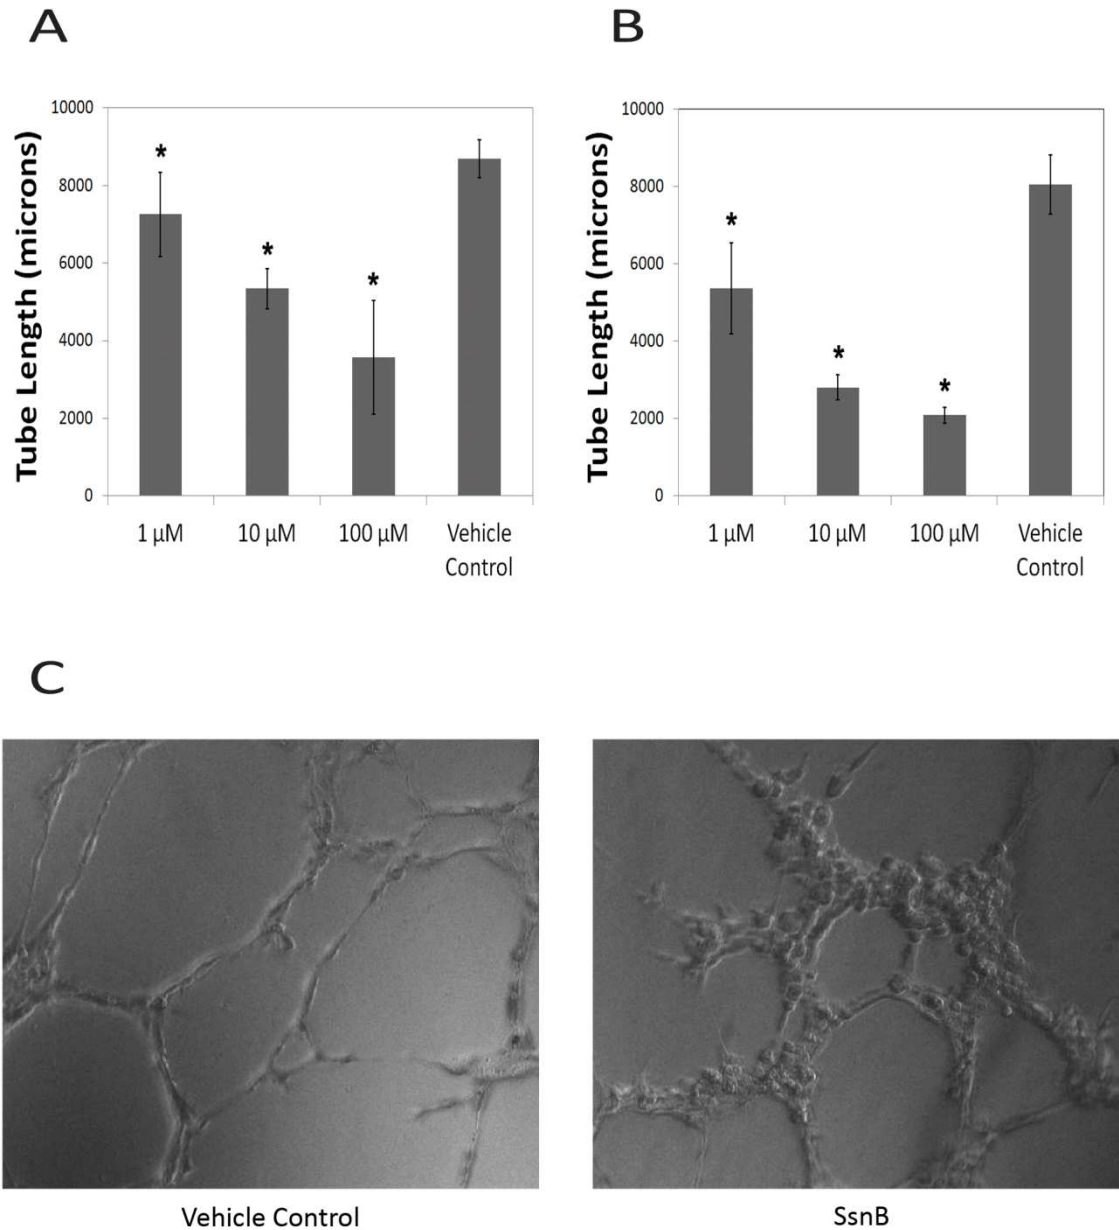 A
Tube Length (microns)
10000
8000
6000
4000
2000
0
*
*
*
1 µM
10 µM
100 µM
Vehicle
Control
B
Tube Length (microns)
10000
8000
6000
4000
2000
0
*
*
*
1 µM
10 µM
100 µM
Vehicle
Control
C
Vehicle Control
SsnB